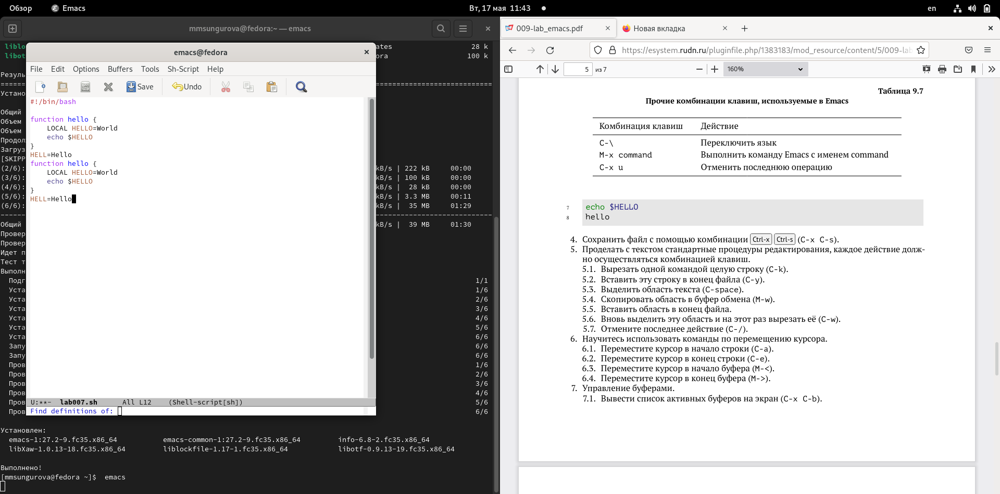 Обзор Emacs Вт, 17 мая 11:43 en
mmsungurova@fedora:~ — emacs
liblo ates 28 k
libot ora 100 k
Резуль
Устано
Общий
Объем
Объем
Продол
Загруз
[SKIPP
(2/6): kB/s | 222 kB 00:00
(3/6): kB/s | 100 kB 00:00
(4/6): kB/s | 28 kB 00:00
(5/6): kB/s | 3.3 MB 00:11
(6/6): kB/s | 35 MB 01:29
Общий kB/s | 39 MB 01:30
Провер
Провер
Идет п
Тест т
Выполн
Подг 1/1
Уста 1/6
Уста 2/6
Уста 3/6
Уста 4/6
Уста 5/6
Уста 6/6
Запу 6/6
Запу 6/6
Пров 1/6
Пров 2/6
Пров 3/6
Пров 4/6
Пров 5/6
Пров 6/6
Установлен:
emacs-1:27.2-9.fc35.x86_64 emacs-common-1:27.2-9.fc35.x86_64 info-6.8-2.fc35.x86_64
libXaw-1.0.13-18.fc35.x86_64 liblockfile-1.17-1.fc35.x86_64 libotf-0.9.13-19.fc35.x86_64
Выполнено!
[mmsungurova@fedora ~]$ emacs
emacs@fedora
File Edit Options Buffers Tools Sh-Script Help
Save Undo
#!/bin/bash
function hello {
LOCAL HELLO=World
echo $HELLO
}
HELL=Hello
function hello {
LOCAL HELLO=World
echo $HELLO
}
HELL=Hello
U:**- lab007.sh All L12 (Shell-script[sh])
Find definitions of:
009-lab_emacs.pdf Новая вкладка
https://esystem.rudn.ru/pluginfile.php/1383183/mod_resource/content/5/009-lab
5 из 7 160%
Таблица 9.7
Прочие комбинации клавиш, используемые в Emacs
Комбинация клавиш Действие
C-\ Переключить язык
M-x command Выполнить команду Emacs с именем command
C-x u Отменить последнюю операцию
7 echo $HELLO
8 hello
4. Сохранить файл с помощью комбинации Ctrl-x Ctrl-s (C-x C-s).
5. Проделать с текстом стандартные процедуры редактирования, каждое действие долж-
но осуществляться комбинацией клавиш.
5.1. Вырезать одной командой целую строку (C-k).
5.2. Вставить эту строку в конец файла (C-y).
5.3. Выделить область текста (C-space).
5.4. Скопировать область в буфер обмена (M-w).
5.5. Вставить область в конец файла.
5.6. Вновь выделить эту область и на этот раз вырезать её (C-w).
5.7. Отмените последнее действие (C-/).
6. Научитесь использовать команды по перемещению курсора.
6.1. Переместите курсор в начало строки (C-a).
6.2. Переместите курсор в конец строки (C-e).
6.3. Переместите курсор в начало буфера (M-<).
6.4. Переместите курсор в конец буфера (M->).
7. Управление буферами.
7.1. Вывести список активных буферов на экран (C-x C-b).